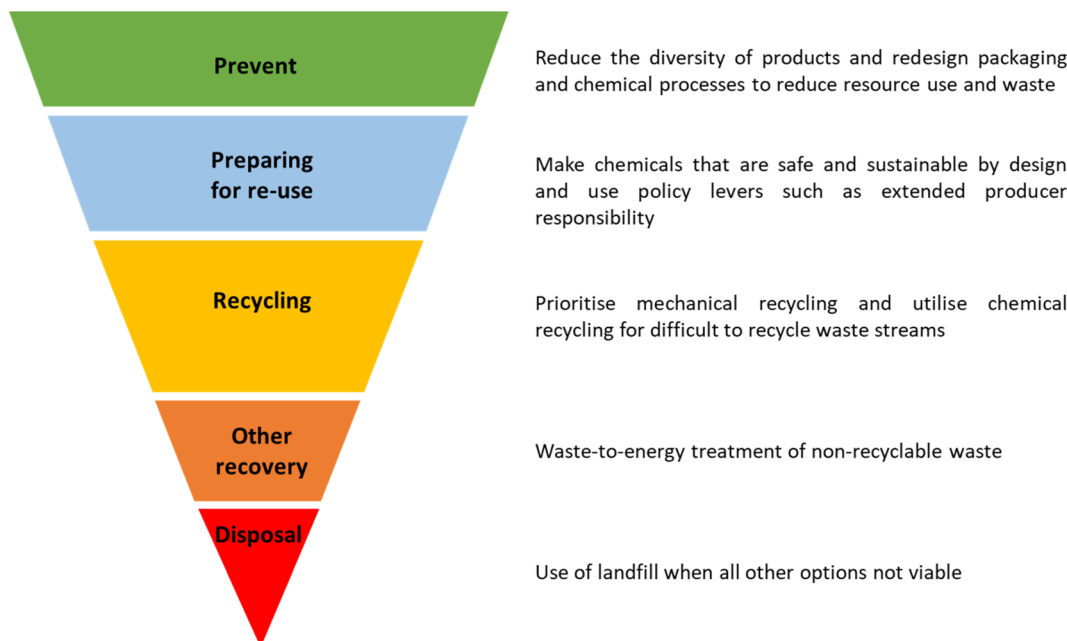 Prevent
Reduce the diversity of products and redesign packaging
and chemical processes to reduce resource use and waste
Preparing
for re-use
Make chemicals that are safe and sustainable by design
and use policy levers such as extended producer
responsibility
Recycling
Prioritise mechanical recycling and utilise chemical
recycling for difficult to recycle waste streams
Other
recovery
Waste-to-energy treatment of non-recyclable waste
Disposal
Use of landfill when all other options not viable